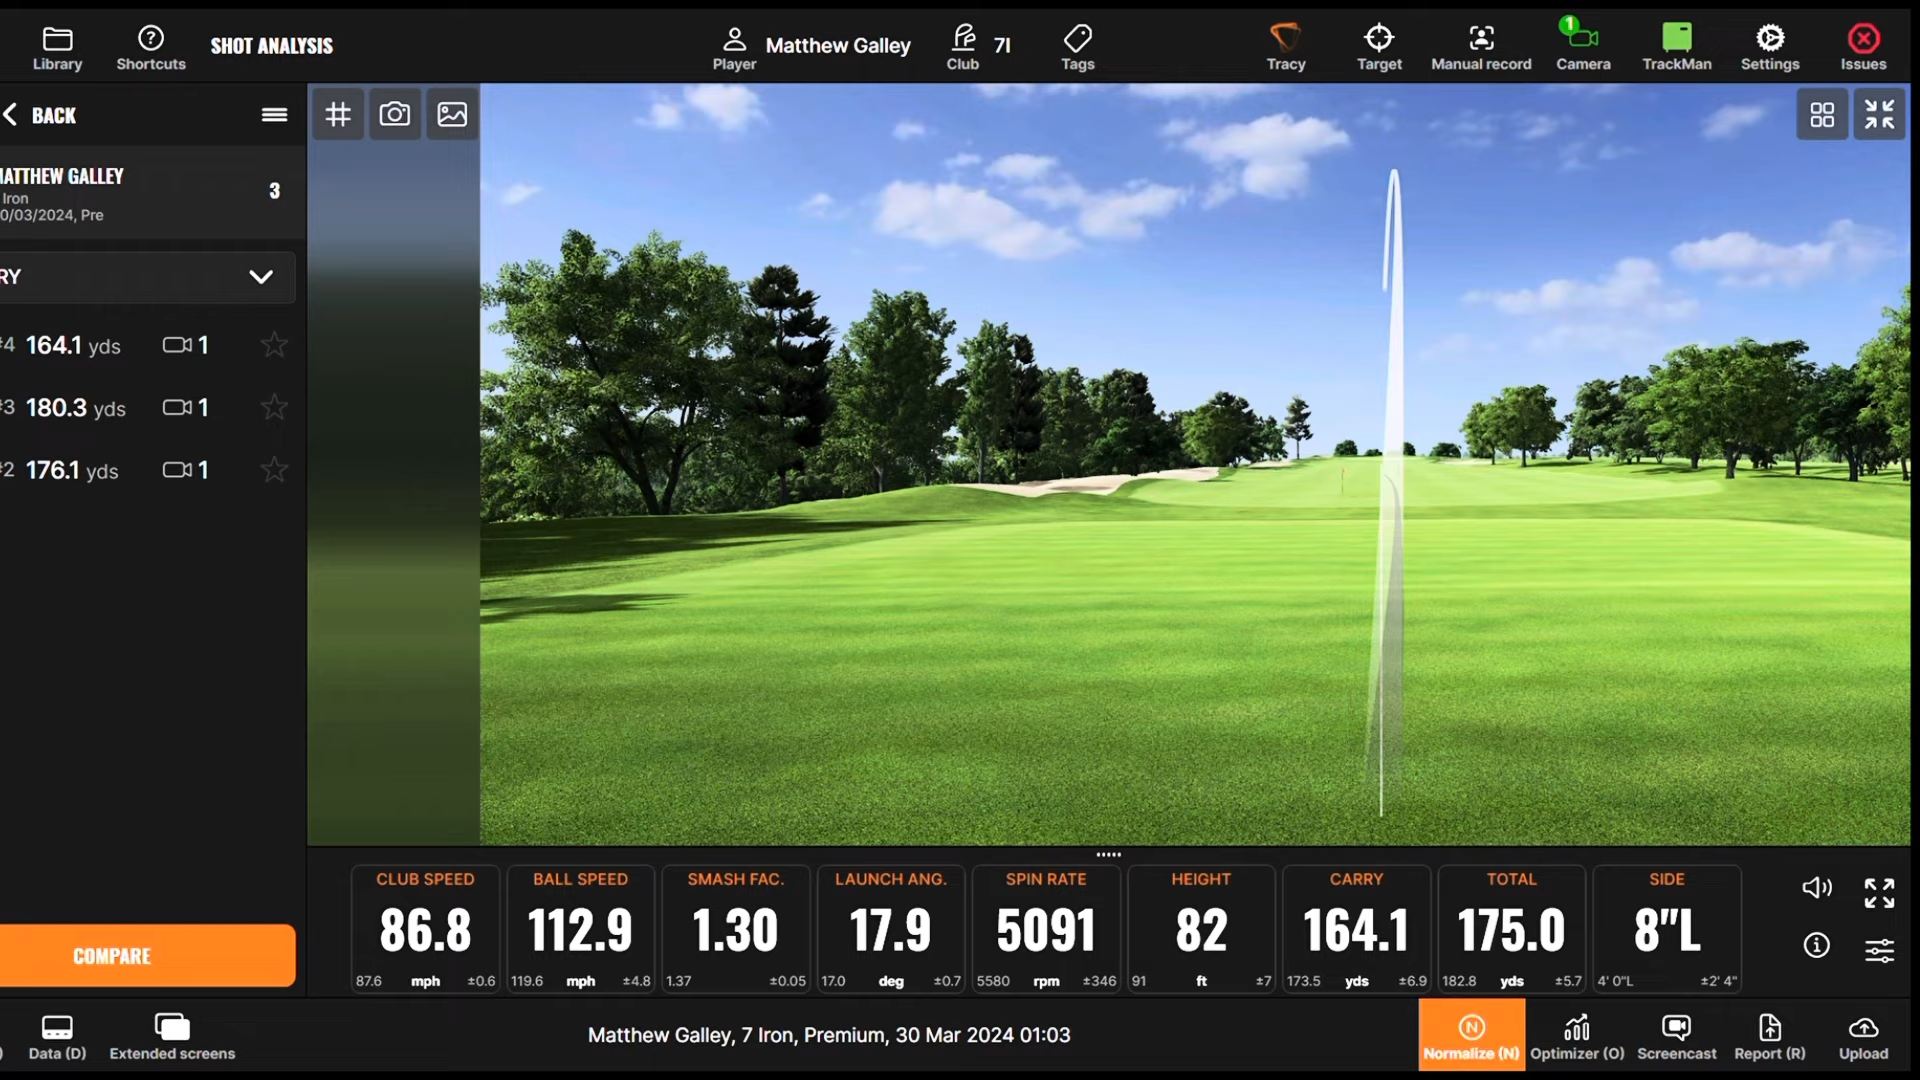 Library
Shortcuts
SHOT ANALYSIS
Player
Matthew Galley
Club
7I
Tags
Tracy
Target
Manual record
1
Camera
TrackMan
Settings
Issues
BACK
ATTHEW GALLEY
Iron
0/03/2024, Pre
3
RY
#4 164.1 yds 1
#3 180.3 yds 1
#2 176.1 yds 1
COMPARE
CLUB SPEED
86.8
87.6 mph ±0.6
BALL SPEED
112.9
119.6 mph ±4.8
SMASH FAC.
1.30
1.37 ±0.05
LAUNCH ANG.
17.9
17.0 deg ±0.7
SPIN RATE
5091
5580 rpm ±346
HEIGHT
82
91 ft ±7
CARRY
164.1
173.5 yds ±6.9
TOTAL
175.0
182.8 yds ±5.7
SIDE
8"L
4' 0"L ±2' 4"
Data (D)
Extended screens
Matthew Galley, 7 Iron, Premium, 30 Mar 2024 01:03
N
Normalize (N)
Optimizer (O)
Screencast
Report (R)
Upload